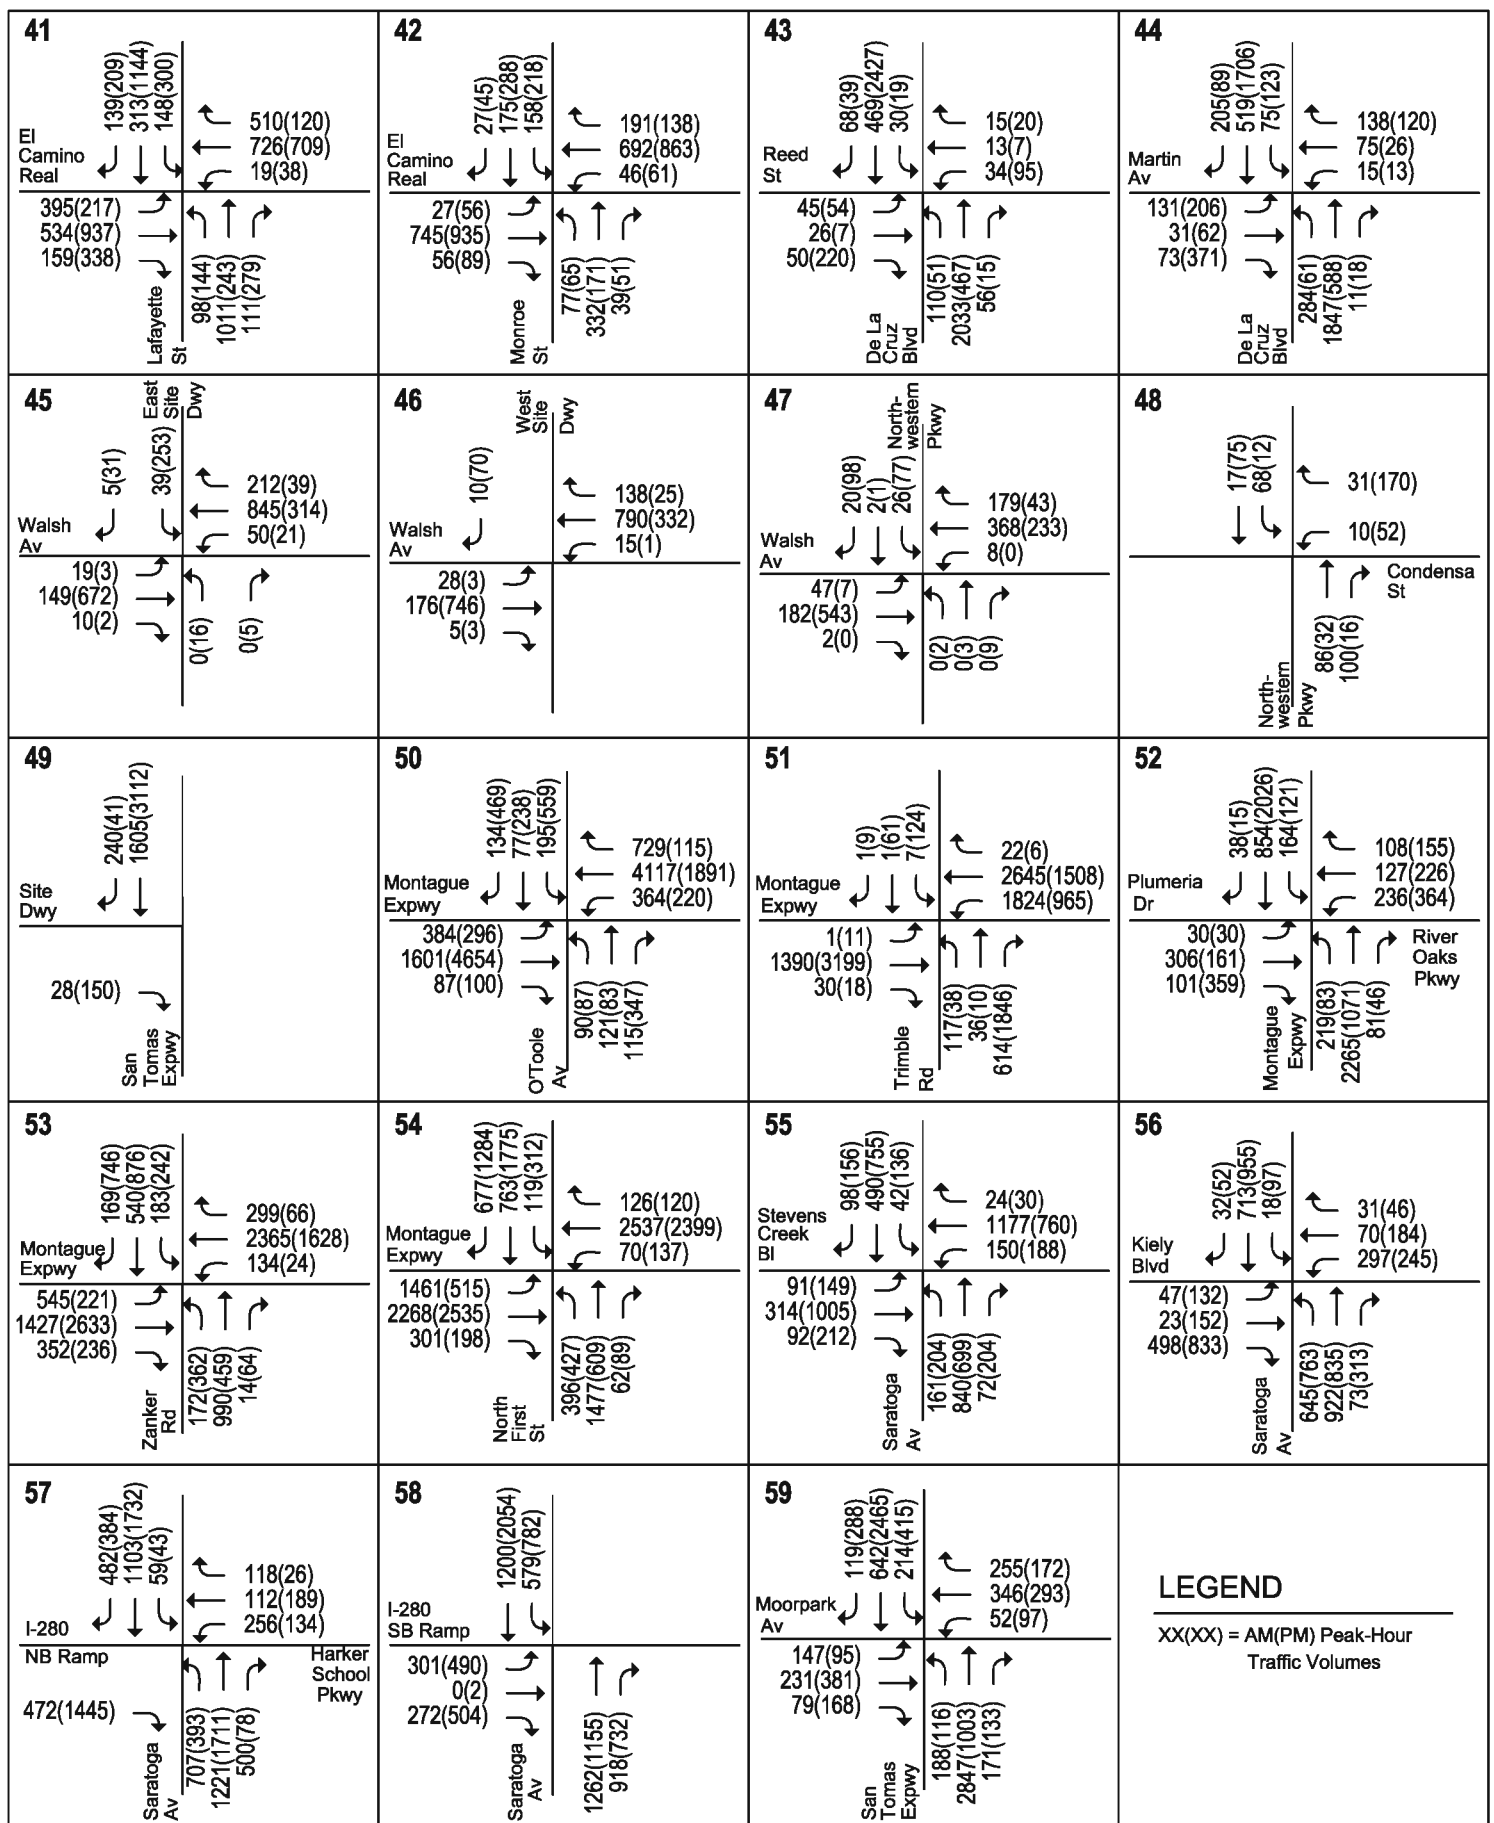 41
139(209)
313(1144)
148(300)
510(120)
726(709)
19(38)
El
Camino
Real
395(217)
534(937)
159(338)
98(144)
1011(243)
111(279)
Lafayette
St
42
27(45)
175(288)
158(218)
191(138)
692(863)
46(61)
El
Camino
Real
27(56)
745(935)
56(89)
77(65)
332(171)
39(51)
Monroe
St
43
68(39)
469(2427)
30(19)
15(20)
13(7)
34(95)
Reed
St
45(54)
26(7)
50(220)
110(51)
2033(467)
56(15)
De La
Cruz
Blvd
44
205(89)
519(1706)
75(123)
138(120)
75(26)
15(13)
Martin
Av
131(206)
31(62)
73(371)
284(61)
1847(588)
11(18)
De La
Cruz
Blvd
45
East
Site
Dwy
5(31)
39(253)
212(39)
845(314)
50(21)
Walsh
Av
19(3)
149(672)
10(2)
0(16)
0(5)
46
West
Site
Dwy
10(70)
138(25)
790(332)
15(1)
Walsh
Av
28(3)
176(746)
5(3)
47
North-
western
Pkwy
20(98)
2(1)
26(77)
179(43)
368(233)
8(0)
Walsh
Av
47(7)
182(543)
2(0)
0(2)
0(3)
0(9)
48
17(75)
68(12)
31(170)
10(52)
Condensa
St
86(32)
100(16)
North-
western
Pkwy
49
240(41)
1605(3112)
Site
Dwy
28(150)
San
Tomas
Expwy
50
134(469)
77(238)
195(559)
729(115)
4117(1891)
364(220)
Montague
Expwy
384(296)
1601(4654)
87(100)
90(87)
121(83)
115(347)
O'Toole
Av
51
1(9)
1(61)
7(124)
22(6)
2645(1508)
1824(965)
Montague
Expwy
1(11)
1390(3199)
30(18)
117(38)
36(10)
614(1846)
Trimble
Rd
52
38(15)
854(2026)
164(121)
108(155)
127(226)
236(364)
Plumeria
Dr
30(30)
306(161)
101(359)
River
Oaks
Pkwy
219(83)
2265(1071)
81(46)
Montague
Expwy
53
169(746)
540(876)
183(242)
299(66)
2365(1628)
134(24)
Montague
Expwy
545(221)
1427(2633)
352(236)
172(362)
990(459)
14(64)
Zanker
Rd
54
677(1284)
763(1775)
119(312)
126(120)
2537(2399)
70(137)
Montague
Expwy
1461(515)
2268(2535)
301(198)
396(427)
1477(609)
62(89)
North
First
St
55
98(156)
490(755)
42(136)
24(30)
1177(760)
150(188)
Stevens
Creek
Bl
91(149)
314(1005)
92(212)
161(204)
840(699)
72(204)
Saratoga
Av
56
32(52)
713(955)
18(97)
31(46)
70(184)
297(245)
Kiely
Blvd
47(132)
23(152)
498(833)
645(763)
922(835)
73(313)
Saratoga
Av
57
482(384)
1103(1732)
59(43)
118(26)
112(189)
256(134)
I-280
NB Ramp
Harker
School
Pkwy
472(1445)
707(393)
1221(1711)
500(78)
Saratoga
Av
58
1200(2054)
579(782)
I-280
SB Ramp
301(490)
0(2)
272(504)
1262(1155)
918(732)
Saratoga
Av
59
119(288)
642(2465)
214(415)
255(172)
346(293)
52(97)
Moorpark
Av
147(95)
231(381)
79(168)
188(116)
2847(1003)
171(133)
San
Tomas
Expwy
LEGEND
XX(XX) = AM(PM) Peak-Hour
Traffic Volumes